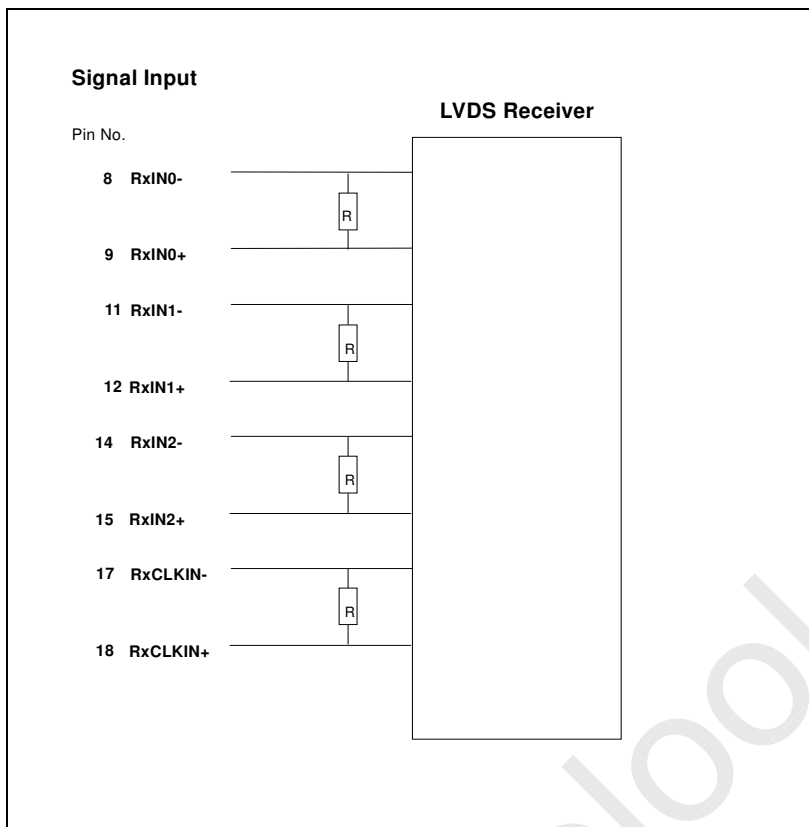 Signal Input
LVDS Receiver
Pin No.
8 RxIN0-
R
9 RxIN0+
11 RxIN1-
R
12 RxIN1+
14 RxIN2-
R
15 RxIN2+
17 RxCLKIN-
R
18 RxCLKIN+